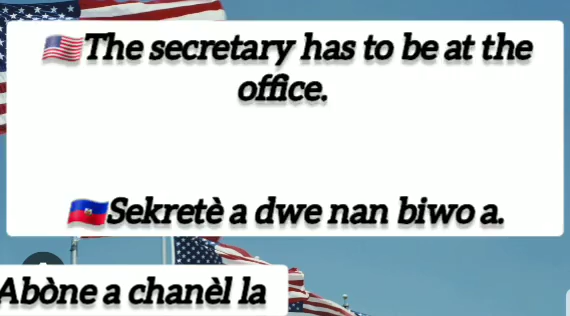 🇺🇸The secretary has to be at the
office.
🇭🇹Sekretè a dwe nan biwo a.
Abòne a chanèl la